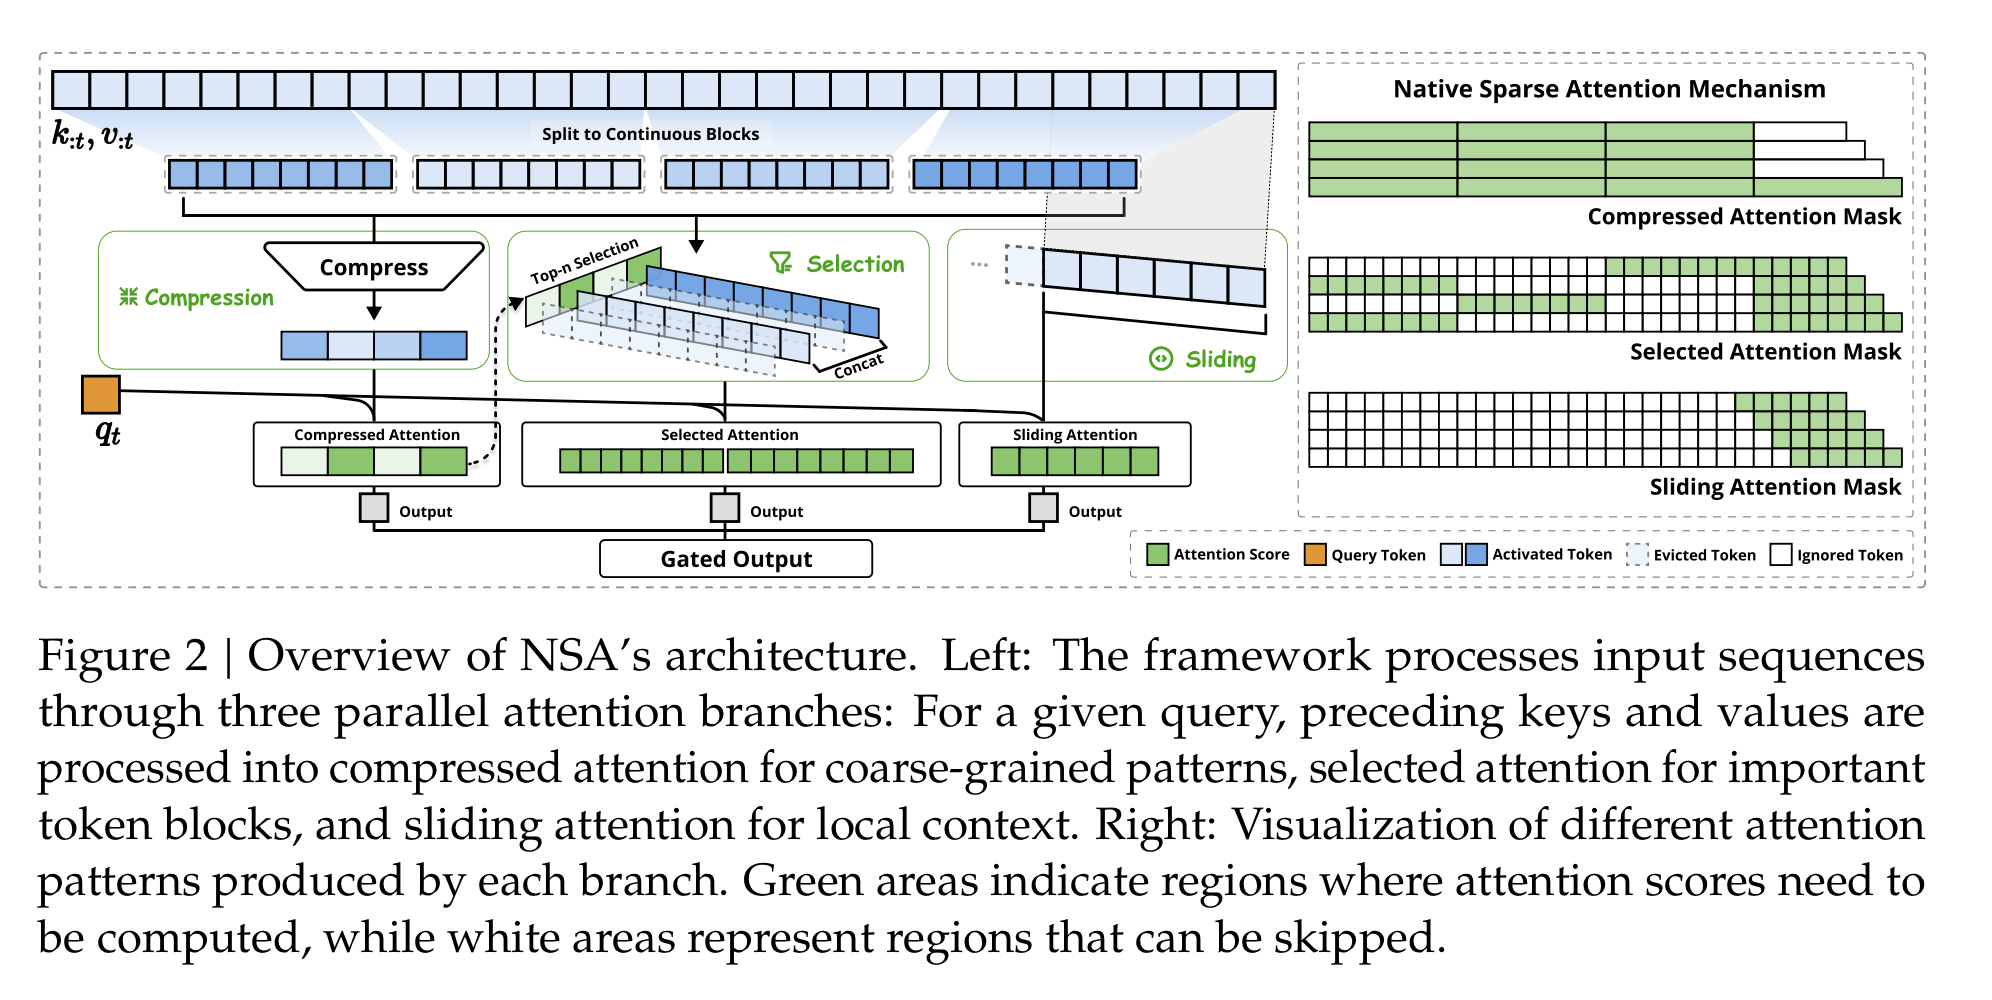 k:t, v:t
Split to Continuous Blocks
Compress
Compression
Top-n Selection
Selection
Concat
...
Sliding
qt
Compressed Attention
Selected Attention
Sliding Attention
Output
Output
Output
Gated Output
Native Sparse Attention Mechanism
Compressed Attention Mask
Selected Attention Mask
Sliding Attention Mask
Attention Score
Query Token
Activated Token
Evicted Token
Ignored Token
Figure 2 | Overview of NSA’s architecture. Left: The framework processes input sequences
through three parallel attention branches: For a given query, preceding keys and values are
processed into compressed attention for coarse-grained patterns, selected attention for important
token blocks, and sliding attention for local context. Right: Visualization of different attention
patterns produced by each branch. Green areas indicate regions where attention scores need to
be computed, while white areas represent regions that can be skipped.